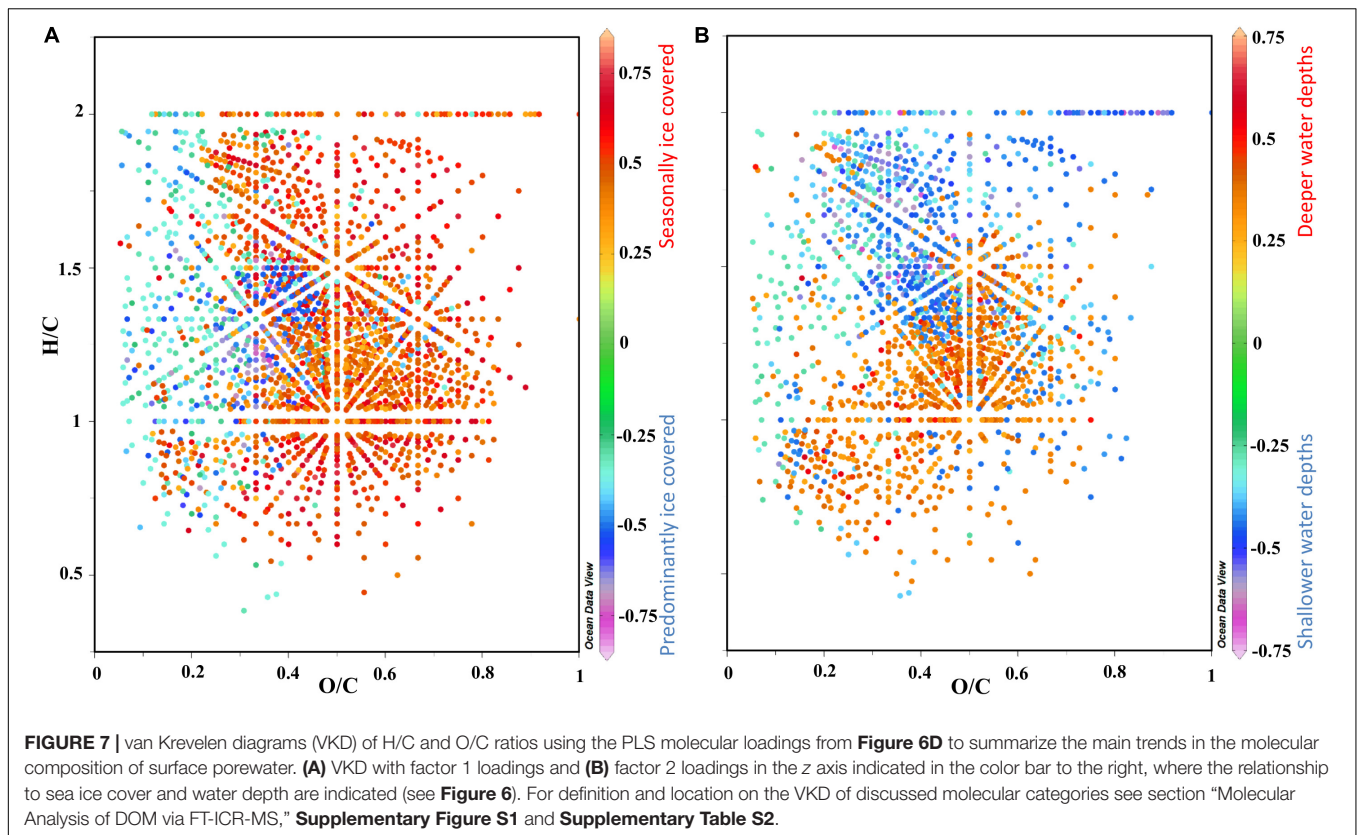 A
B
2
1.5
1
0.5
H/C
0
0.2
0.4
0.6
0.8
1
O/C
Ocean Data View
0.75
0.5
0.25
0
-0.25
-0.5
-0.75
Seasonally ice covered
Predominantly ice covered
0
0.2
0.4
0.6
0.8
1
O/C
Ocean Data View
0.75
0.5
0.25
0
-0.25
-0.5
-0.75
Deeper water depths
Shallower water depths
FIGURE 7 | van Krevelen diagrams (VKD) of H/C and O/C ratios using the PLS molecular loadings from Figure 6D to summarize the main trends in the molecular
composition of surface porewater. (A) VKD with factor 1 loadings and (B) factor 2 loadings in the z axis indicated in the color bar to the right, where the relationship
to sea ice cover and water depth are indicated (see Figure 6). For definition and location on the VKD of discussed molecular categories see section “Molecular
Analysis of DOM via FT-ICR-MS,” Supplementary Figure S1 and Supplementary Table S2.